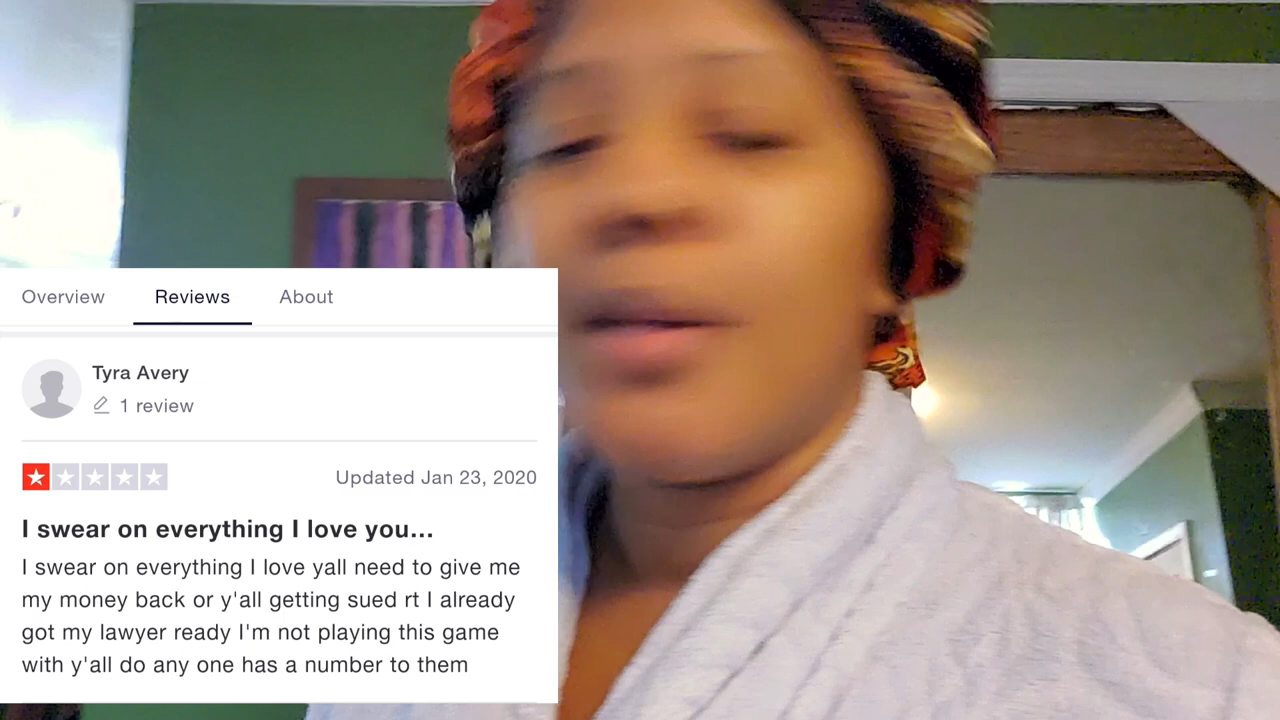 Overview Reviews About
Tyra Avery
1 review
Updated Jan 23, 2020
I swear on everything I love you...
I swear on everything I love yall need to give me
my money back or y'all getting sued rt I already
got my lawyer ready I'm not playing this game
with y'all do any one has a number to them